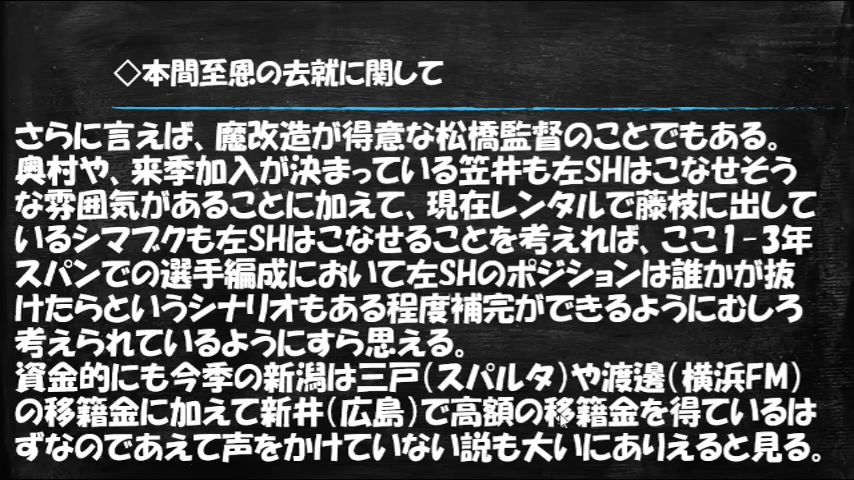 ◇本間至恩の去就に関して
さらに言えば、魔改造が得意な松橋監督のことでもある。
奥村や、来季加入が決まっている笠井も左SHはこなせそう
な雰囲気があることに加えて、現在レンタルで藤枝に出して
いるシマブクも左SHはこなせることを考えれば、ここ1-3年
スパンでの選手編成において左SHのポジションは誰かが抜
けたらというシナリオもある程度補完ができるようにむしろ
考えられているようにすら思える。
資金的にも今季の新潟は三戸(スパルタ)や渡邊(横浜FM)
の移籍金に加えて新井(広島)で高額の移籍金を得ているは
ずなのであえて声をかけていない説も大いにありえると見る。